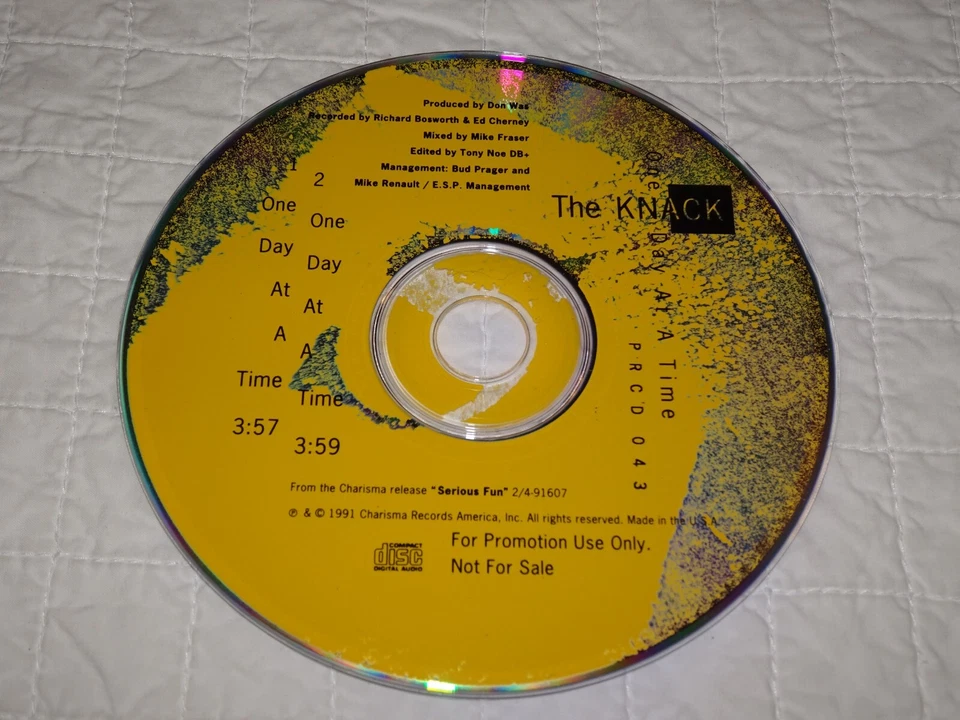 Produced by Don Was
Recorded by Richard Bosworth & Ed Cherney
Mixed by Mike Fraser
Edited by Tony Noe DB+
Management: Bud Prager and
Mike Renault / E.S.P. Management
The KNACK
1
One
Day
At
A
Time
3:57
2
One
Day
At
A
Time
3:59
One Day At A Time
PRCD 043
From the Charisma release "Serious Fun" 2/4-91607
℗ & © 1991 Charisma Records America, Inc. All rights reserved. Made in the U.S.A.
COMPACT
disc
DIGITAL AUDIO
For Promotion Use Only.
Not For Sale